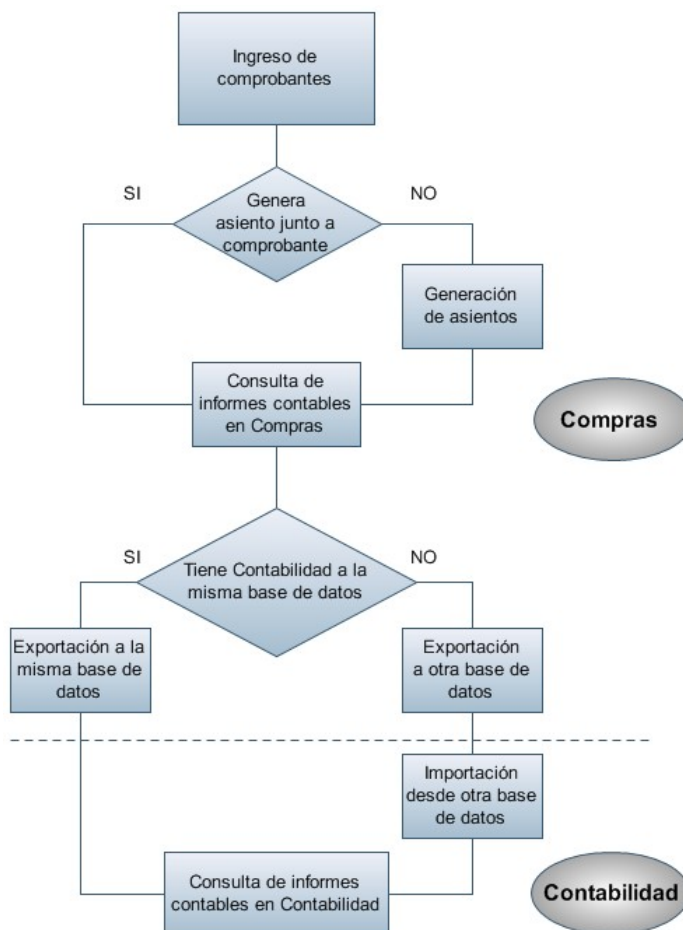 Ingreso de
comprobantes
SI
NO
Genera
asiento junto a
comprobante
Generación
de asientos
Consulta de
informes contables
en Compras
Compras
SI
NO
Tiene Contabilidad a la
misma base de datos
Exportación a la
misma base de
datos
Exportación
a otra base de
datos
Importación
desde otra base
de datos
Consulta de informes
contables en Contabilidad
Contabilidad